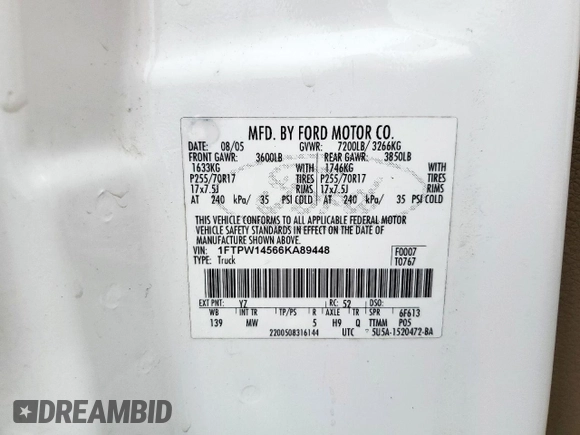 MFD. BY FORD MOTOR CO.
DATE: 08/05 GVWR: 7200LB/ 3266KG
FRONT GAWR: 3600LB REAR GAWR: 3850LB
1633KG WITH 1746KG WITH
P255/70R17 TIRES P255/70R17 TIRES
17x7.5J RIMS 17x7.5J RIMS
AT 240 kPa/ 35 PSI COLD AT 240 kPa/ 35 PSI COLD
THIS VEHICLE CONFORMS TO ALL APPLICABLE FEDERAL MOTOR
VEHICLE SAFETY STANDARDS IN EFFECT ON THE DATE OF
MANUFACTURE SHOWN ABOVE.
VIN: 1FTPW14566KA89448 F0007
TYPE: Truck T0767
EXT PNT: YZ RC: 52 DSO:
WB INT TR TP/PS R AXLE TR SPR 6F613
139 MW 5 H9 Q TTMM P05
2200508316144 UTC 5U5A-1520472-BA
DREAMBID